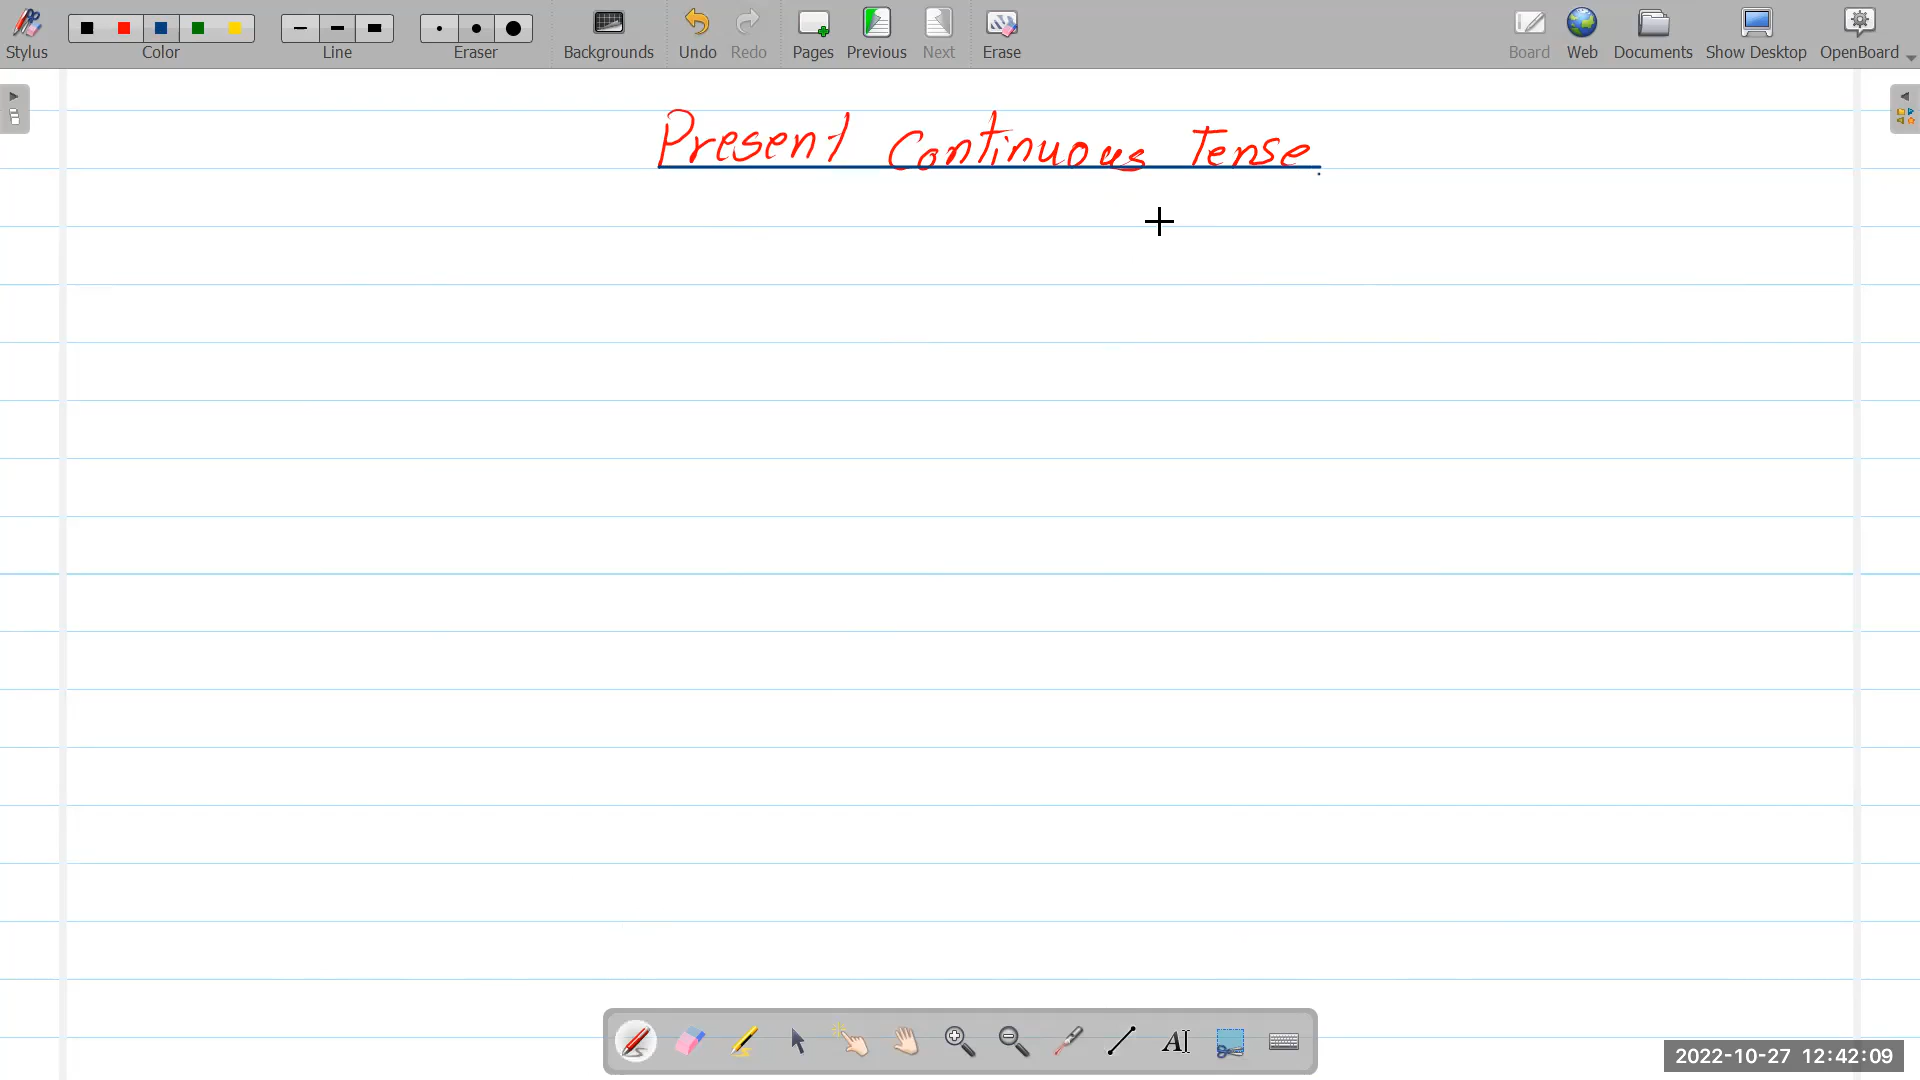 Stylus Color Line Eraser Backgrounds Undo Redo Pages Previous Next Erase Board Web Documents Show Desktop OpenBoard
Present Continuous Tense.
2022-10-27 12:42:09